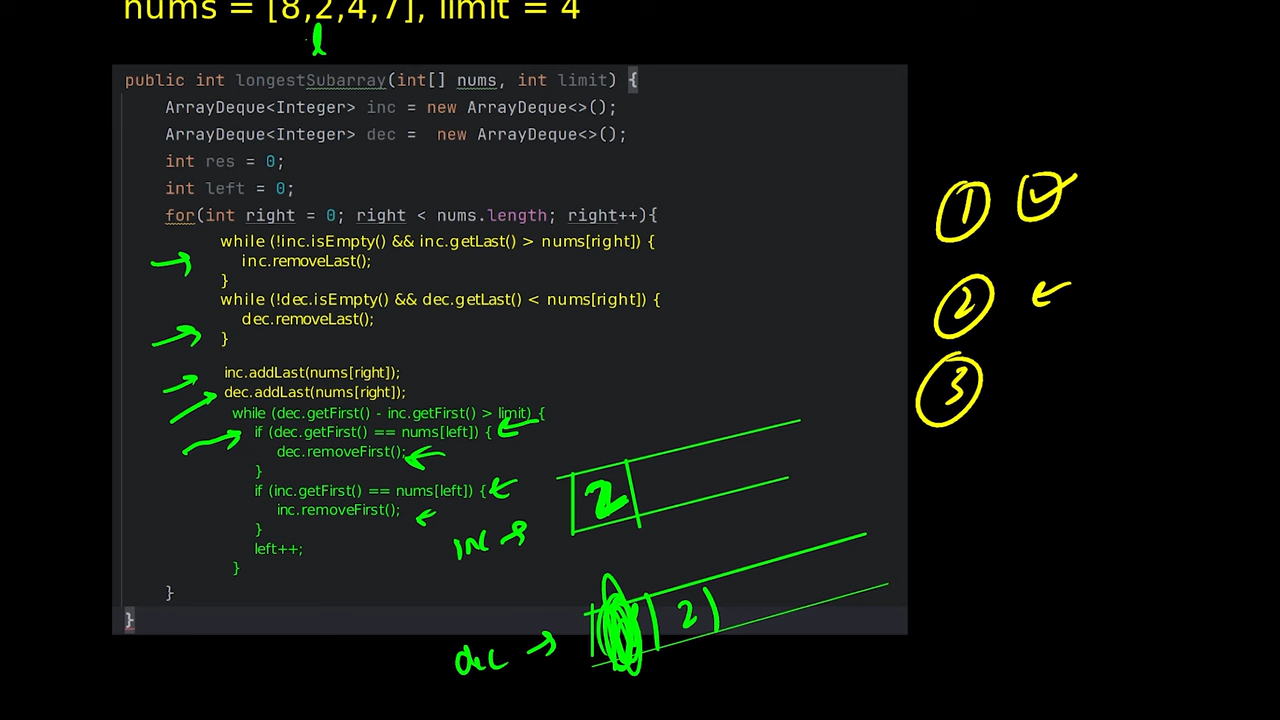 nums = [8,2,4,7], limit = 4
l
public int longestSubarray(int[] nums, int limit) {
ArrayDeque<Integer> inc = new ArrayDeque<>();
ArrayDeque<Integer> dec =  new ArrayDeque<>();
int res = 0;
int left = 0;
for(int right = 0; right < nums.length; right++){
while (!inc.isEmpty() && inc.getLast() > nums[right]) {
inc.removeLast();
}
while (!dec.isEmpty() && dec.getLast() < nums[right]) {
dec.removeLast();
}
inc.addLast(nums[right]);
dec.addLast(nums[right]);
while (dec.getFirst() - inc.getFirst() > limit) {
if (dec.getFirst() == nums[left]) {
dec.removeFirst();
}
if (inc.getFirst() == nums[left]) {
inc.removeFirst();
}
left++;
}
}
}
1
2
3
inc
2
dec
2